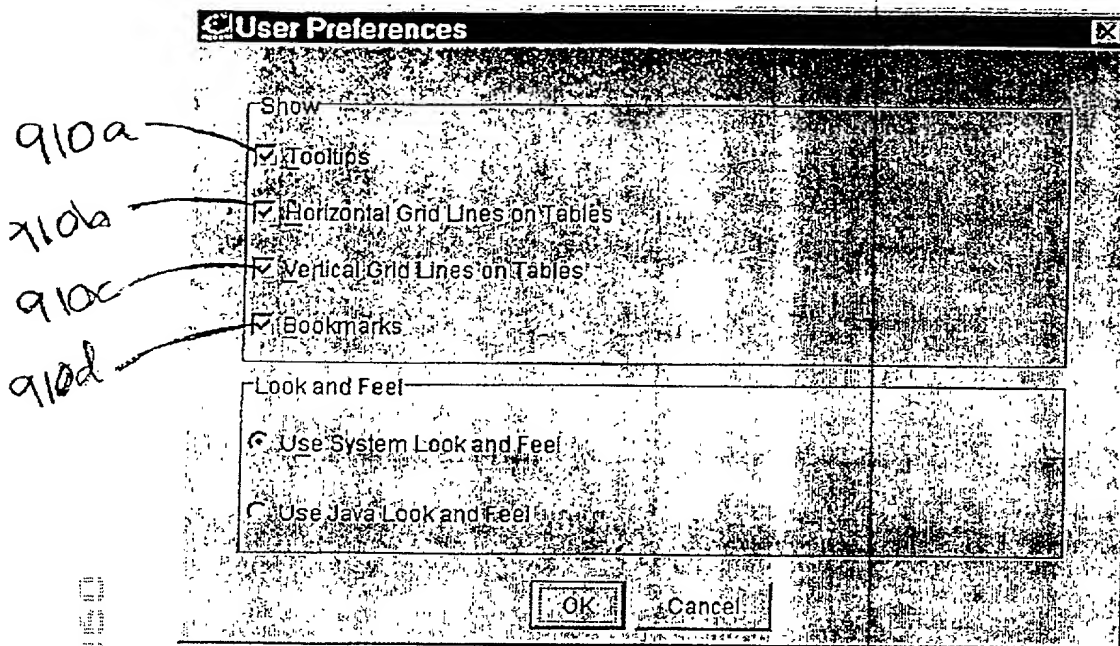 User Preferences
Show
910a
Tooltips
910b
Horizontal Grid Lines on Tables
910c
Vertical Grid Lines on Tables
910d
Bookmarks
Look and Feel
Use System Look and Feel
Use Java Look and Feel
OK Cancel